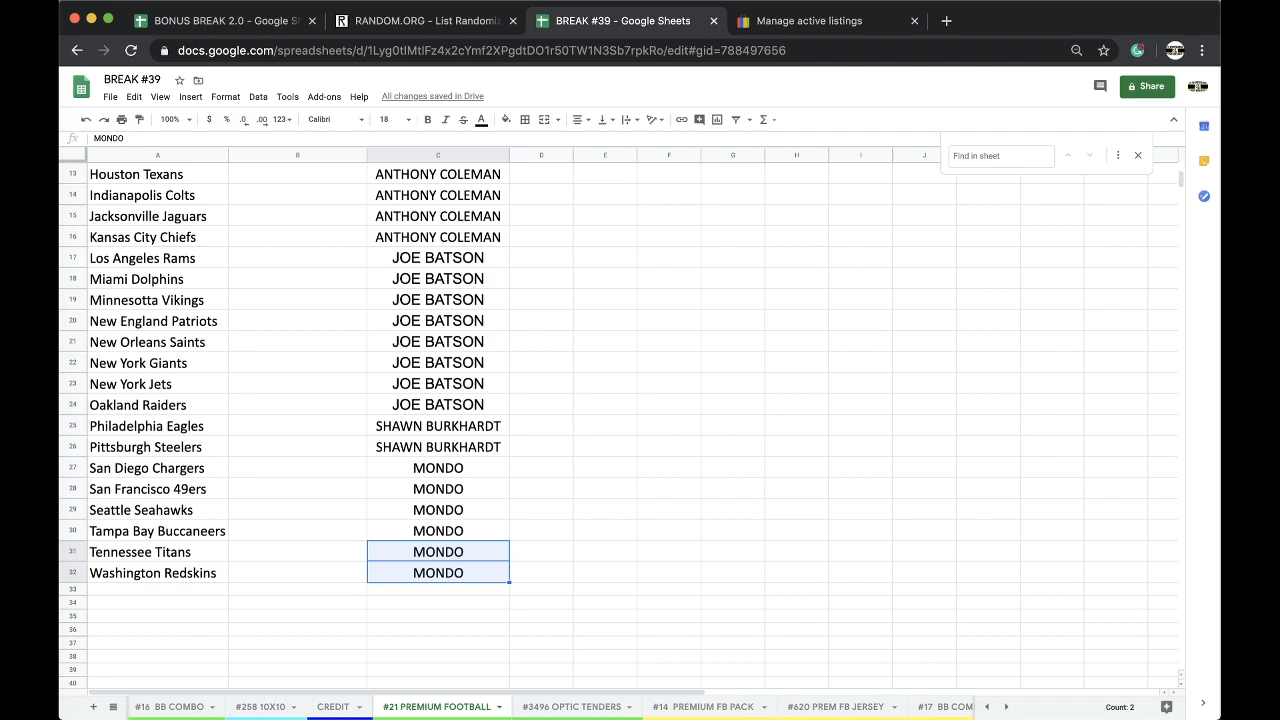 BONUS BREAK 2.0 - Google Sh
RANDOM.ORG - List Randomiz
BREAK #39 - Google Sheets
Manage active listings
docs.google.com/spreadsheets/d/1Lyg0tIMtlFz4x2cYmf2XPgdtDO1r50TW1N3Sb7rpkRo/edit#gid=788497656
BREAK #39
File Edit View Insert Format Data Tools Add-ons Help All changes saved in Drive
Share
100% $ % .0 .00 123 Calibri 18 B I S A
fx MONDO
Find in sheet
A B C D E F G H I J
13 Houston Texans ANTHONY COLEMAN
14 Indianapolis Colts ANTHONY COLEMAN
15 Jacksonville Jaguars ANTHONY COLEMAN
16 Kansas City Chiefs ANTHONY COLEMAN
17 Los Angeles Rams JOE BATSON
18 Miami Dolphins JOE BATSON
19 Minnesotta Vikings JOE BATSON
20 New England Patriots JOE BATSON
21 New Orleans Saints JOE BATSON
22 New York Giants JOE BATSON
23 New York Jets JOE BATSON
24 Oakland Raiders JOE BATSON
25 Philadelphia Eagles SHAWN BURKHARDT
26 Pittsburgh Steelers SHAWN BURKHARDT
27 San Diego Chargers MONDO
28 San Francisco 49ers MONDO
29 Seattle Seahawks MONDO
30 Tampa Bay Buccaneers MONDO
31 Tennessee Titans MONDO
32 Washington Redskins MONDO
33
34
35
36
37
38
39
40
#16 BB COMBO #258 10X10 CREDIT #21 PREMIUM FOOTBALL #3496 OPTIC TENDERS #14 PREMIUM FB PACK #620 PREM FB JERSEY #17 BB COM Count: 2